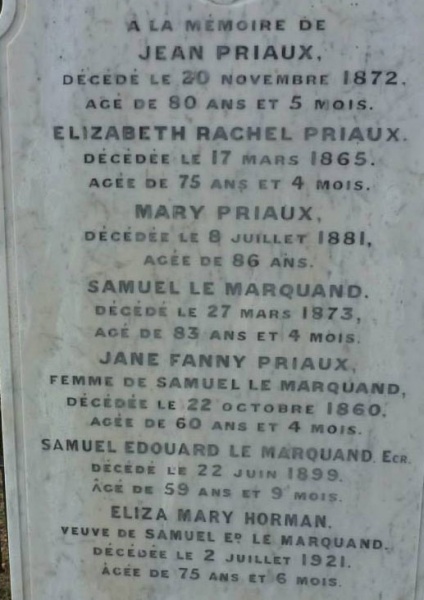 A LA MÉMOIRE DE
JEAN PRIAUX,
DÉCÉDÉ LE 20 NOVEMBRE 1872.
AGÉ DE 80 ANS ET 5 MOIS.
ELIZABETH RACHEL PRIAUX.
DÉCÉDÉE LE 17 MARS 1865.
AGÉE DE 75 ANS ET 4 MOIS.
MARY PRIAUX,
DÉCÉDÉE LE 8 JUILLET 1881,
AGÉE DE 86 ANS.
SAMUEL LE MARQUAND.
DÉCÉDÉ LE 27 MARS 1873,
AGÉ DE 83 ANS ET 4 MOIS.
JANE FANNY PRIAUX,
FEMME DE SAMUEL LE MARQUAND,
DÉCÉDÉE LE 22 OCTOBRE 1860.
AGÉE DE 60 ANS ET 4 MOIS.
SAMUEL EDOUARD LE MARQUAND. ECR.
DÉCÉDÉ LE 22 JUIN 1899.
ÂGÉ DE 59 ANS ET 9 MOIS.
ELIZA MARY HORMAN.
VEUVE DE SAMUEL ED. LE MARQUAND.
DÉCÉDÉE LE 2 JUILLET 1921.
ÂGÉE DE 75 ANS ET 6 MOIS.